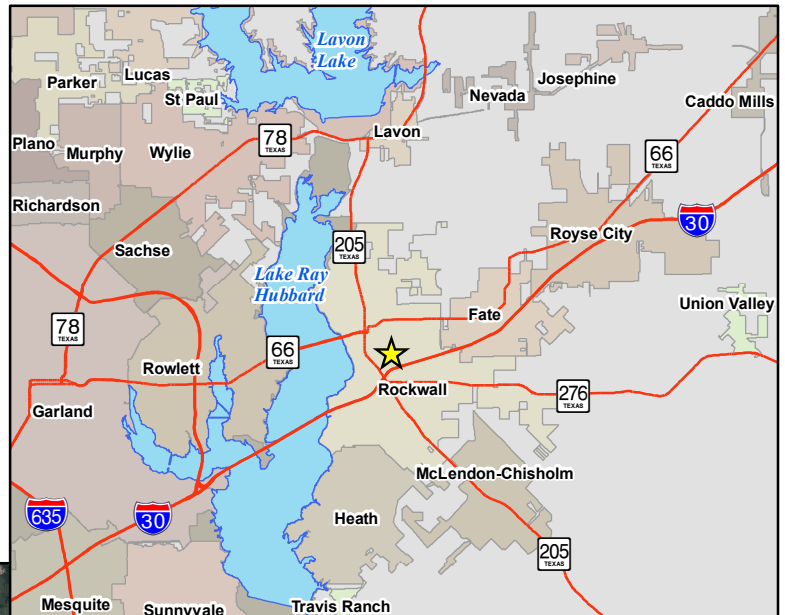 Lavon
Lake
Parker
Lucas
St Paul
Josephine
Nevada
Caddo Mills
Plano
Murphy
Wylie
78
TEXAS
Lavon
66
TEXAS
Richardson
Sachse
205
TEXAS
Royse City
30
Lake Ray
Hubbard
Union Valley
78
TEXAS
Fate
66
TEXAS
Rowlett
Rockwall
276
TEXAS
Garland
McLendon-Chisholm
635
30
Heath
205
TEXAS
Mesquite
Sunnyvale
Travis Ranch